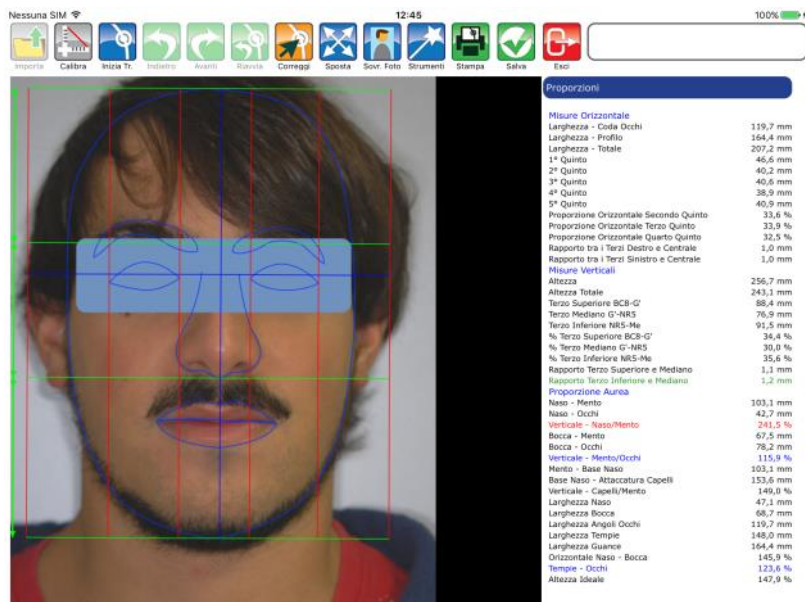 Nessuna SIM 12:45 100%
Importa Calibra Inizia Tr. Indietro Avanti Riavvia Correggi Sposta Sovr. Foto Strumenti Stampa Salva Esci
Proporzioni
Misure Orizzontale
Larghezza - Coda Occhi 119,7 mm
Larghezza - Profilo 164,4 mm
Larghezza - Totale 207,2 mm
1° Quinto 46,6 mm
2° Quinto 40,2 mm
3° Quinto 40,6 mm
4° Quinto 38,9 mm
5° Quinto 40,9 mm
Proporzione Orizzontale Secondo Quinto 33,6 %
Proporzione Orizzontale Terzo Quinto 33,9 %
Proporzione Orizzontale Quarto Quinto 32,5 %
Rapporto tra i Terzi Destro e Centrale 1,0 mm
Rapporto tra i Terzi Sinistro e Centrale 1,0 mm
Misure Verticali
Altezza 256,7 mm
Altezza Totale 243,1 mm
Terzo Superiore BC8-G' 88,4 mm
Terzo Mediano G'-NR5 76,9 mm
Terzo Inferiore NR5-Me 91,5 mm
% Terzo Superiore BC8-G' 34,4 %
% Terzo Mediano G'-NR5 30,0 %
% Terzo Inferiore NR5-Me 35,6 %
Rapporto Terzo Superiore e Mediano 1,1 mm
Rapporto Terzo Inferiore e Mediano 1,2 mm
Proporzione Aurea
Naso - Mento 103,1 mm
Naso - Occhi 42,7 mm
Verticale - Naso/Mento 241,5 %
Bocca - Mento 67,5 mm
Bocca - Occhi 78,2 mm
Verticale - Mento/Occhi 115,9 %
Mento - Base Naso 103,1 mm
Base Naso - Attaccatura Capelli 153,6 mm
Verticale - Capelli/Mento 149,0 %
Larghezza Naso 47,1 mm
Larghezza Bocca 68,7 mm
Larghezza Angoli Occhi 119,7 mm
Larghezza Tempie 148,0 mm
Larghezza Guance 164,4 mm
Orizzontale Naso - Bocca 145,9 %
Tempie - Occhi 123,6 %
Altezza Ideale 147,9 %